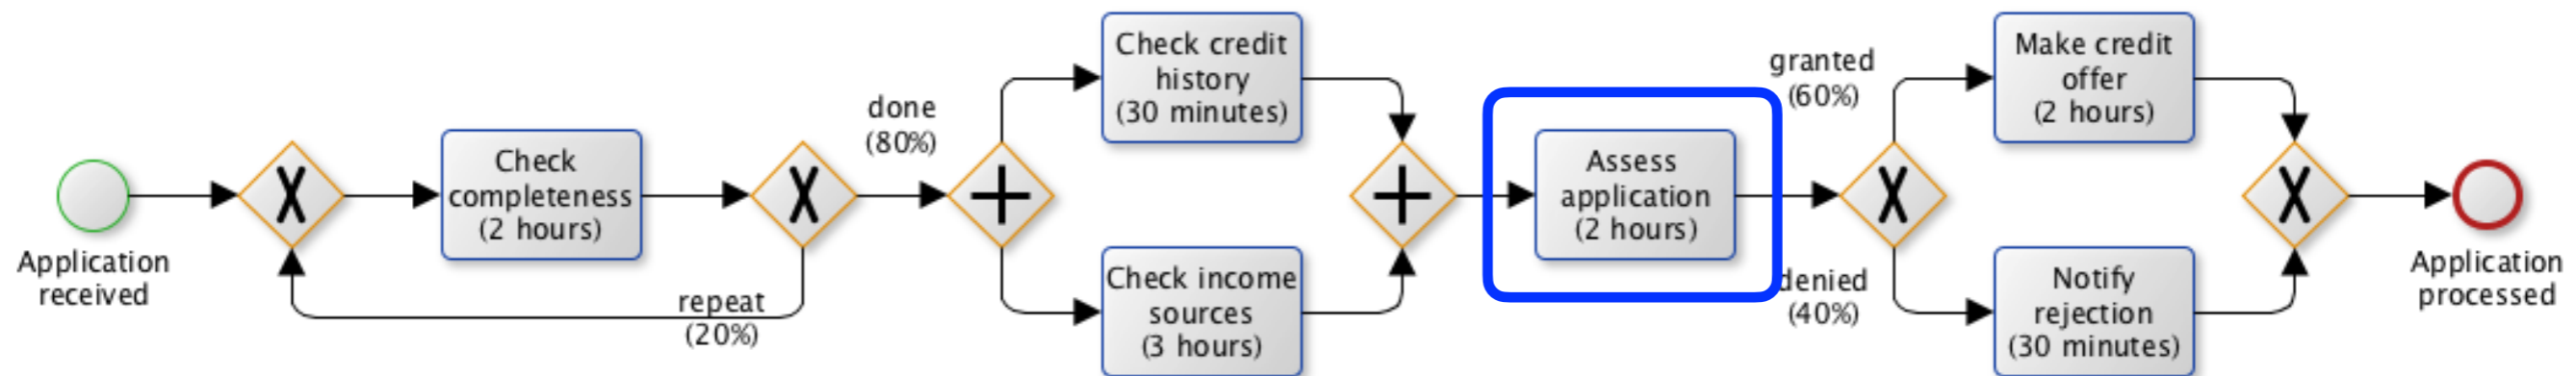 Application
received
Check
completeness
(2 hours)
repeat
(20%)
done
(80%)
Check credit
history
(30 minutes)
Check income
sources
(3 hours)
Assess
application
(2 hours)
granted
(60%)
denied
(40%)
Make credit
offer
(2 hours)
Notify
rejection
(30 minutes)
Application
processed